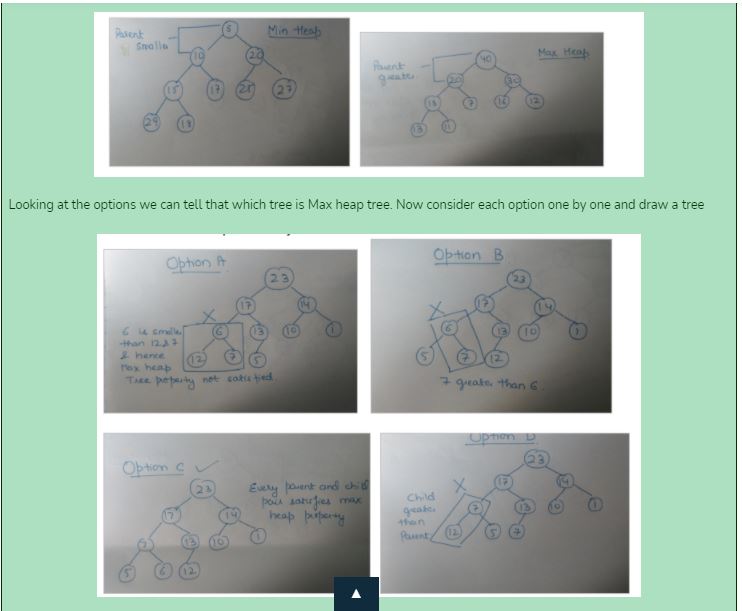 Parent
Smalle
Min Heap
5
10
20
15
17
25
27
29
18
Parent
greate.
Max Heap
40
20
30
7
16
12
13
11
Looking at the options we can tell that which tree is Max heap tree. Now consider each option one by one and draw a tree
Option A
23
17
14
X
6
13
10
1
12
7
5
6 is smalle
than 12 & 7
& hence
Max heap
Tree property not satisfied.
Option B
23
17
14
X
6
13
10
1
5
7
12
7 greater than 6.
Option C
23
17
14
13
10
1
5
6
12
Every parent and child
pair satisfies max
heap property
Option D
23
17
14
X
7
13
10
1
12
5
7
Child
greater
than
Parent